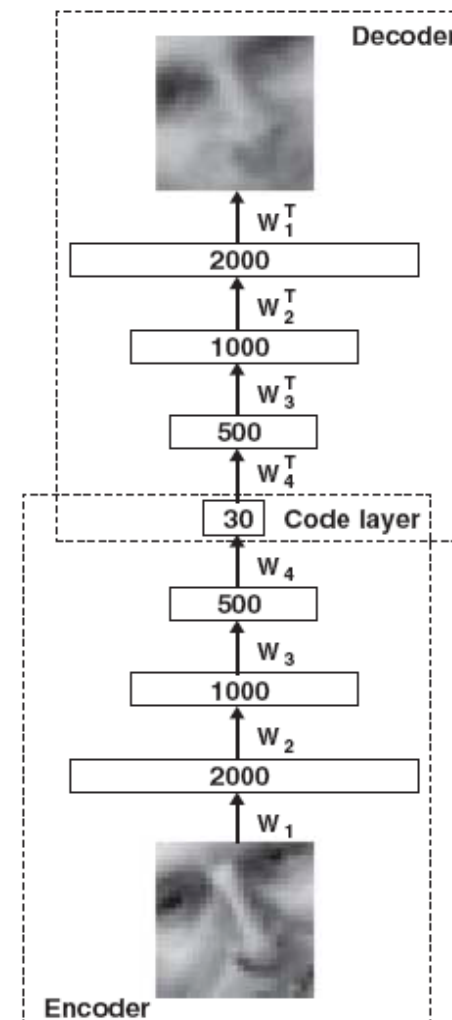 Decoder
W₁ᵀ
2000
W₂ᵀ
1000
W₃ᵀ
500
W₄ᵀ
30 Code layer
W₄
500
W₃
1000
W₂
2000
W₁
Encoder